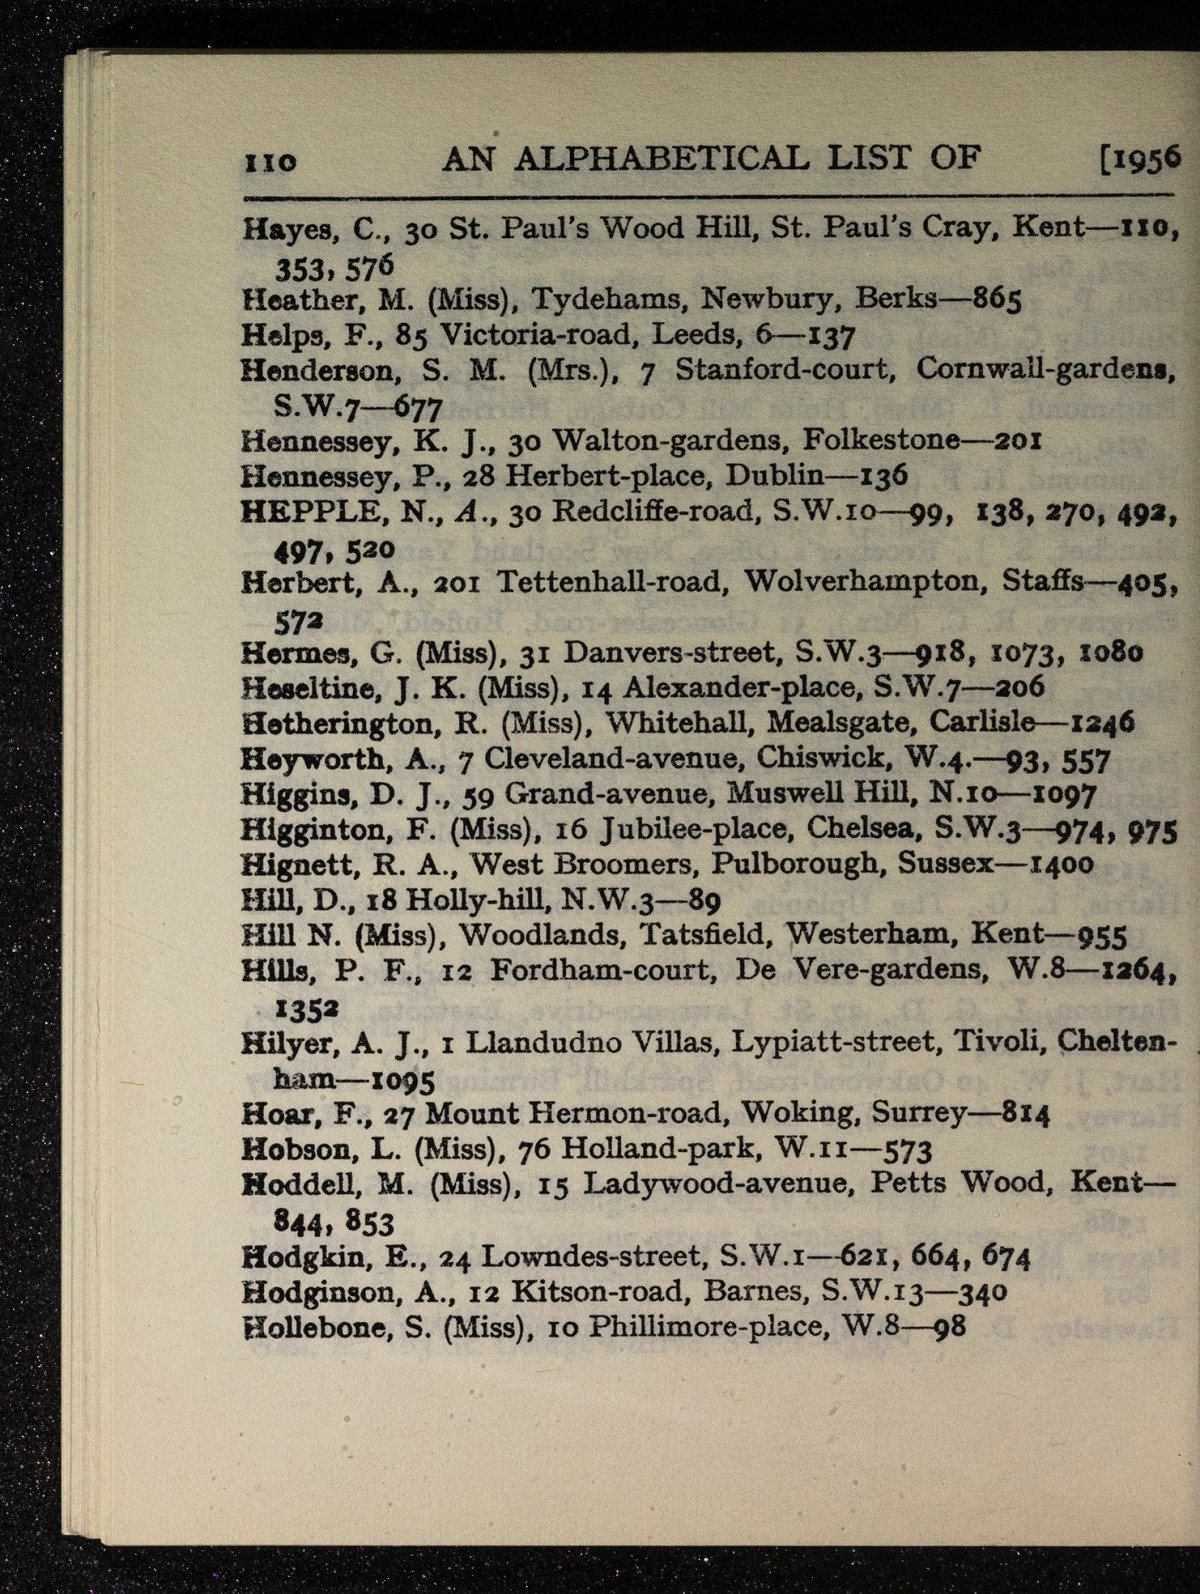 110 AN ALPHABETICAL LIST OF [1956
Hayes, C., 30 St. Paul's Wood Hill, St. Paul's Cray, Kent—110,
353, 576
Heather, M. (Miss), Tydehams, Newbury, Berks—865
Helps, F., 85 Victoria-road, Leeds, 6—137
Henderson, S. M. (Mrs.), 7 Stanford-court, Cornwall-gardens,
S.W.7—677
Hennessey, K. J., 30 Walton-gardens, Folkestone—201
Hennessey, P., 28 Herbert-place, Dublin—136
HEPPLE, N., A., 30 Redcliffe-road, S.W.10—99, 138, 270, 492,
497, 520
Herbert, A., 201 Tettenhall-road, Wolverhampton, Staffs—405,
572
Hermes, G. (Miss), 31 Danvers-street, S.W.3—918, 1073, 1080
Heseltine, J. K. (Miss), 14 Alexander-place, S.W.7—206
Hetherington, R. (Miss), Whitehall, Mealsgate, Carlisle—1246
Heyworth, A., 7 Cleveland-avenue, Chiswick, W.4.—93, 557
Higgins, D. J., 59 Grand-avenue, Muswell Hill, N.10—1097
Higginton, F. (Miss), 16 Jubilee-place, Chelsea, S.W.3—974, 975
Hignett, R. A., West Broomers, Pulborough, Sussex—1400
Hill, D., 18 Holly-hill, N.W.3—89
Hill N. (Miss), Woodlands, Tatsfield, Westerham, Kent—955
Hills, P. F., 12 Fordham-court, De Vere-gardens, W.8—1264,
1352
Hilyer, A. J., 1 Llandudno Villas, Lypiatt-street, Tivoli, Chelten-
ham—1095
Hoar, F., 27 Mount Hermon-road, Woking, Surrey—814
Hobson, L. (Miss), 76 Holland-park, W.11—573
Hoddell, M. (Miss), 15 Ladywood-avenue, Petts Wood, Kent—
844, 853
Hodgkin, E., 24 Lowndes-street, S.W.1—621, 664, 674
Hodginson, A., 12 Kitson-road, Barnes, S.W.13—340
Hollebone, S. (Miss), 10 Phillimore-place, W.8—98